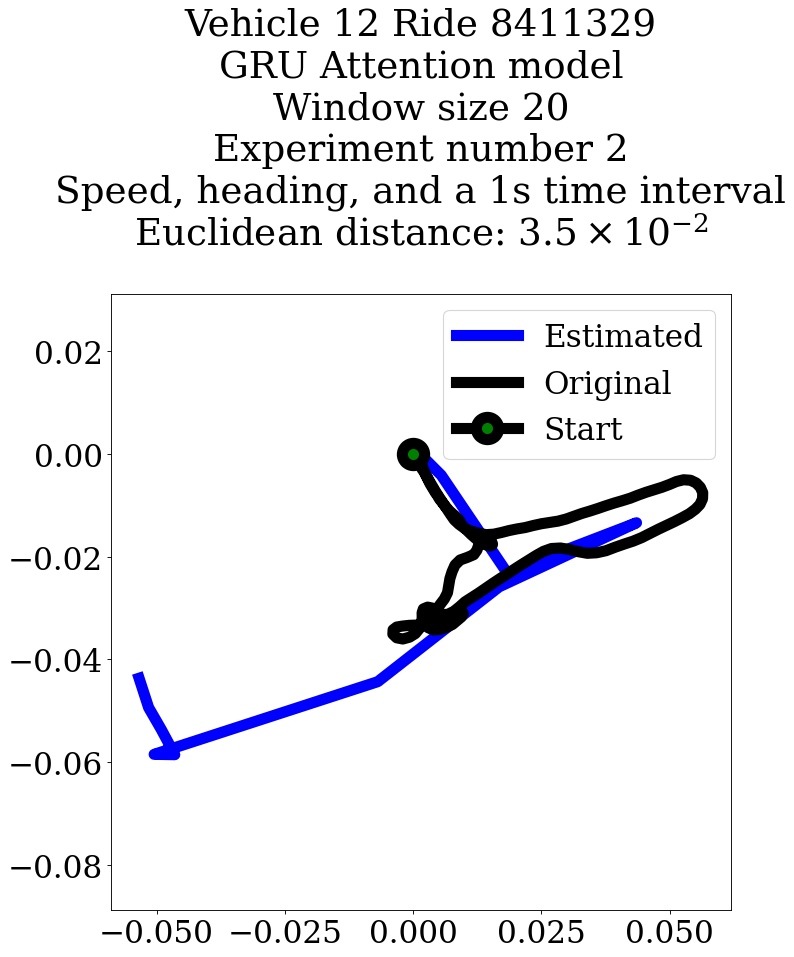 Vehicle 12 Ride 8411329
GRU Attention model
Window size 20
Experiment number 2
Speed, heading, and a 1s time interval
Euclidean distance: 3.5 × 10⁻²
Estimated
Original
Start
0.02
0.00
−0.02
−0.04
−0.06
−0.08
−0.050 −0.025 0.000 0.025 0.050